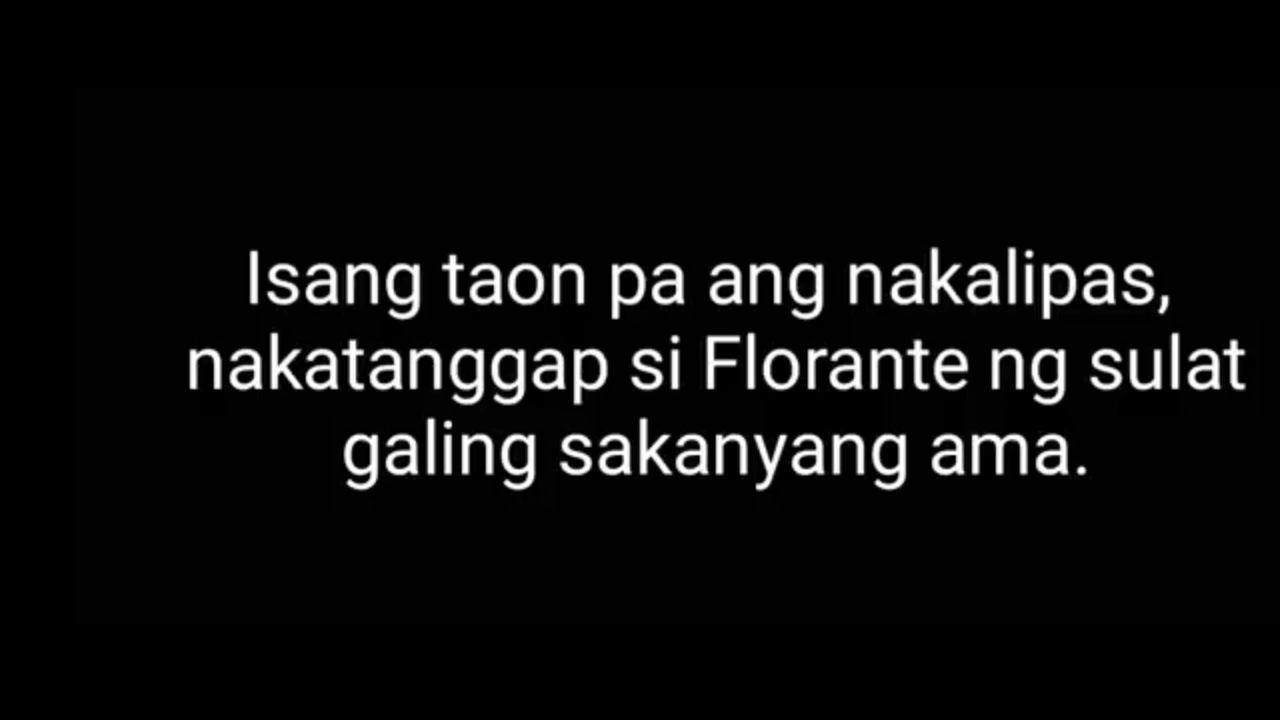 Isang taon pa ang nakalipas,
nakatanggap si Florante ng sulat
galing sakanyang ama.